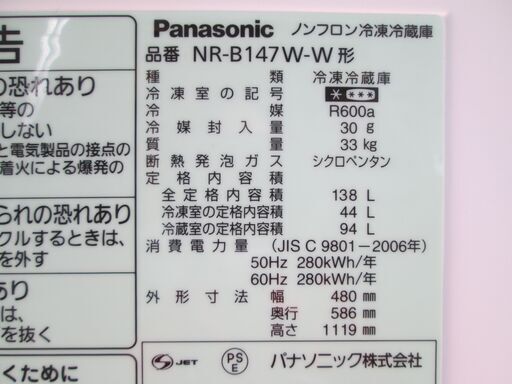 告
の恐れあり
等の
しない
と電気製品の接点の
着火による爆発の
られの恐れあり
クルするときは、
を外す
あり
を抜く
くために
Panasonic ノンフロン冷凍冷蔵庫
品番 NR-B147W-W 形
種類 冷凍冷蔵庫
冷凍室の記号 ****
冷媒 R600a
冷媒封入量 30 g
質量 33 kg
断熱発泡ガス シクロペンタン
定格内容積
全定格内容積 138 L
冷凍室の定格内容積 44 L
冷蔵室の定格内容積 94 L
消費電力量 (JIS C 9801-2006年)
50Hz 280kWh/年
60Hz 280kWh/年
外形寸法 幅 480 mm
奥行 586 mm
高さ 1119 mm
S JET PS E パナソニック株式会社